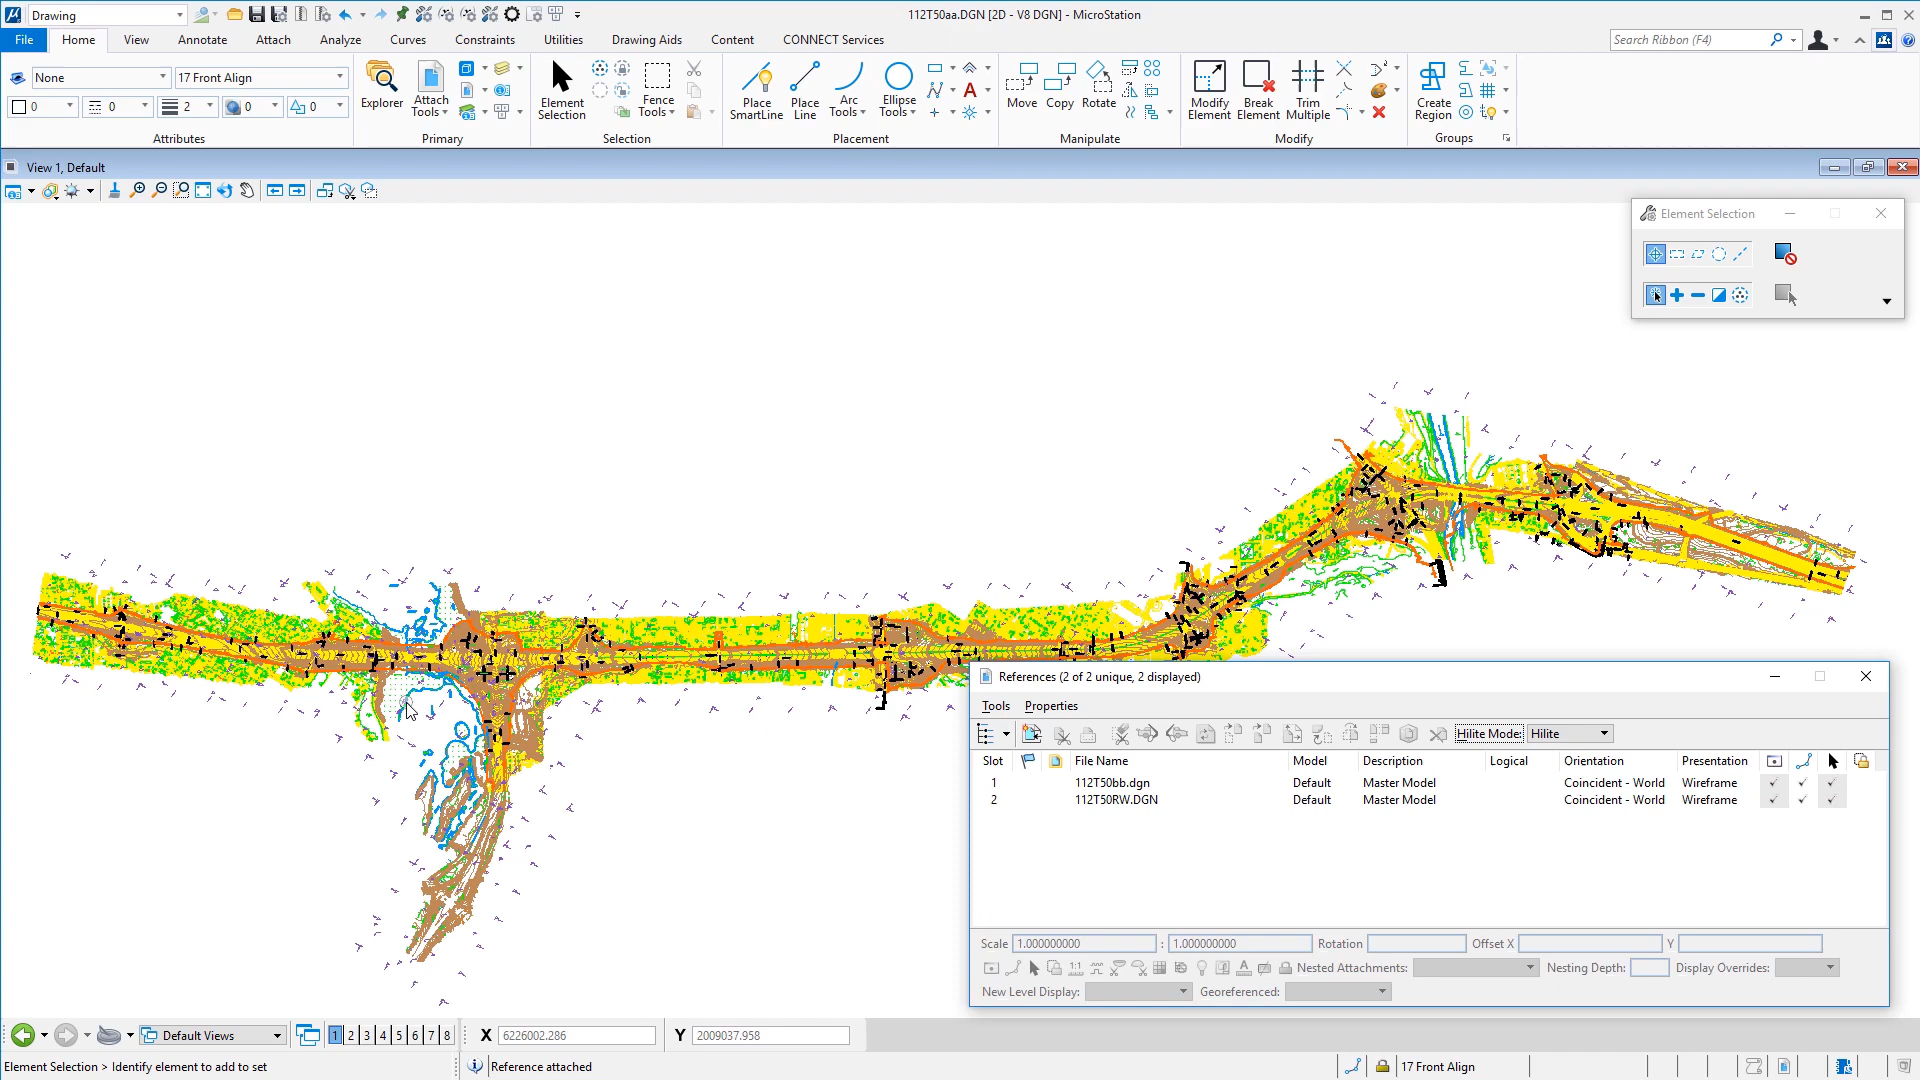 Drawing
112T50aa.DGN [2D - V8 DGN] - MicroStation
File Home View Annotate Attach Analyze Curves Constraints Utilities Drawing Aids Content CONNECT Services
Search Ribbon (F4)
None 17 Front Align
0 0 2 0 0
Attributes
Explorer
Attach Tools
Primary
Element Selection
Fence Tools
Selection
Place SmartLine
Place Line
Arc Tools
Ellipse Tools
Placement
Move Copy Rotate
Manipulate
Modify Element
Break Element
Trim Multiple
Modify
Create Region
Groups
View 1, Default
Element Selection
References (2 of 2 unique, 2 displayed)
Tools Properties
Hilite Mode: Hilite
Slot File Name Model Description Logical Orientation Presentation
1 112T50bb.dgn Default Master Model Coincident - World Wireframe
2 112T50RW.DGN Default Master Model Coincident - World Wireframe
Scale 1.000000000 : 1.000000000 Rotation Offset X Y
1:1 Nested Attachments: Nesting Depth: Display Overrides:
New Level Display: Georeferenced:
Default Views 1 2 3 4 5 6 7 8 X 6226002.286 Y 2009037.958
Element Selection > Identify element to add to set Reference attached 17 Front Align